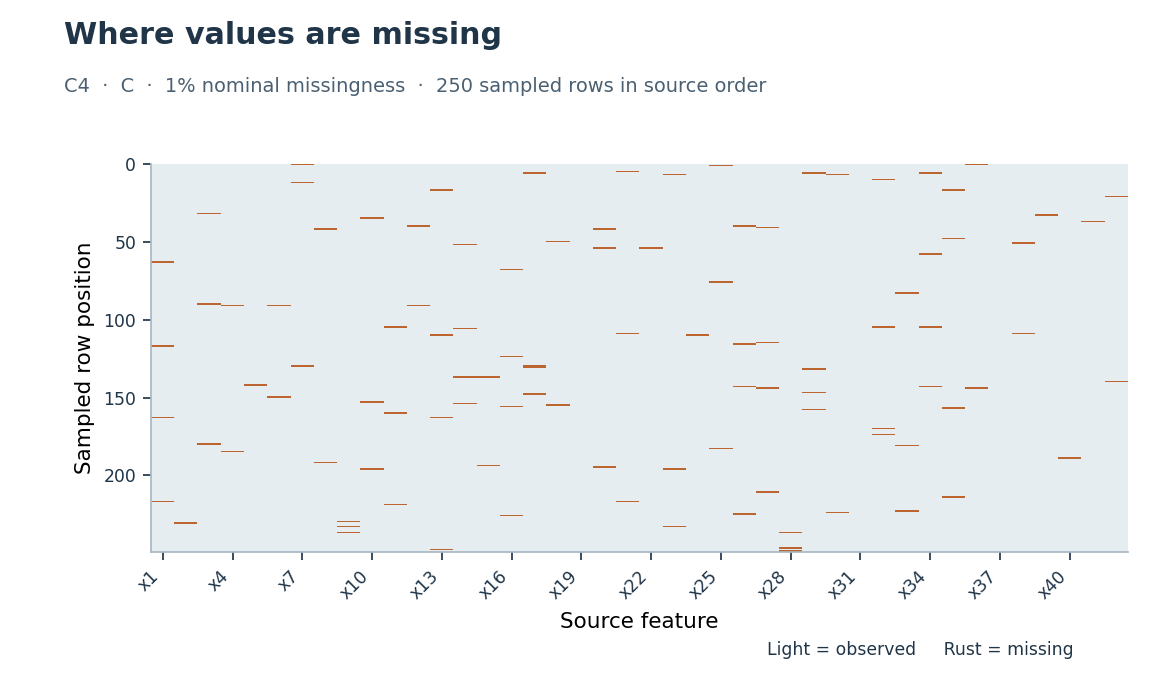 Where values are missing
C4 · C · 1% nominal missingness · 250 sampled rows in source order
0
50
100
150
200
Sampled row position
x1 x4 x7 x10 x13 x16 x19 x22 x25 x28 x31 x34 x37 x40
Source feature
Light = observed Rust = missing